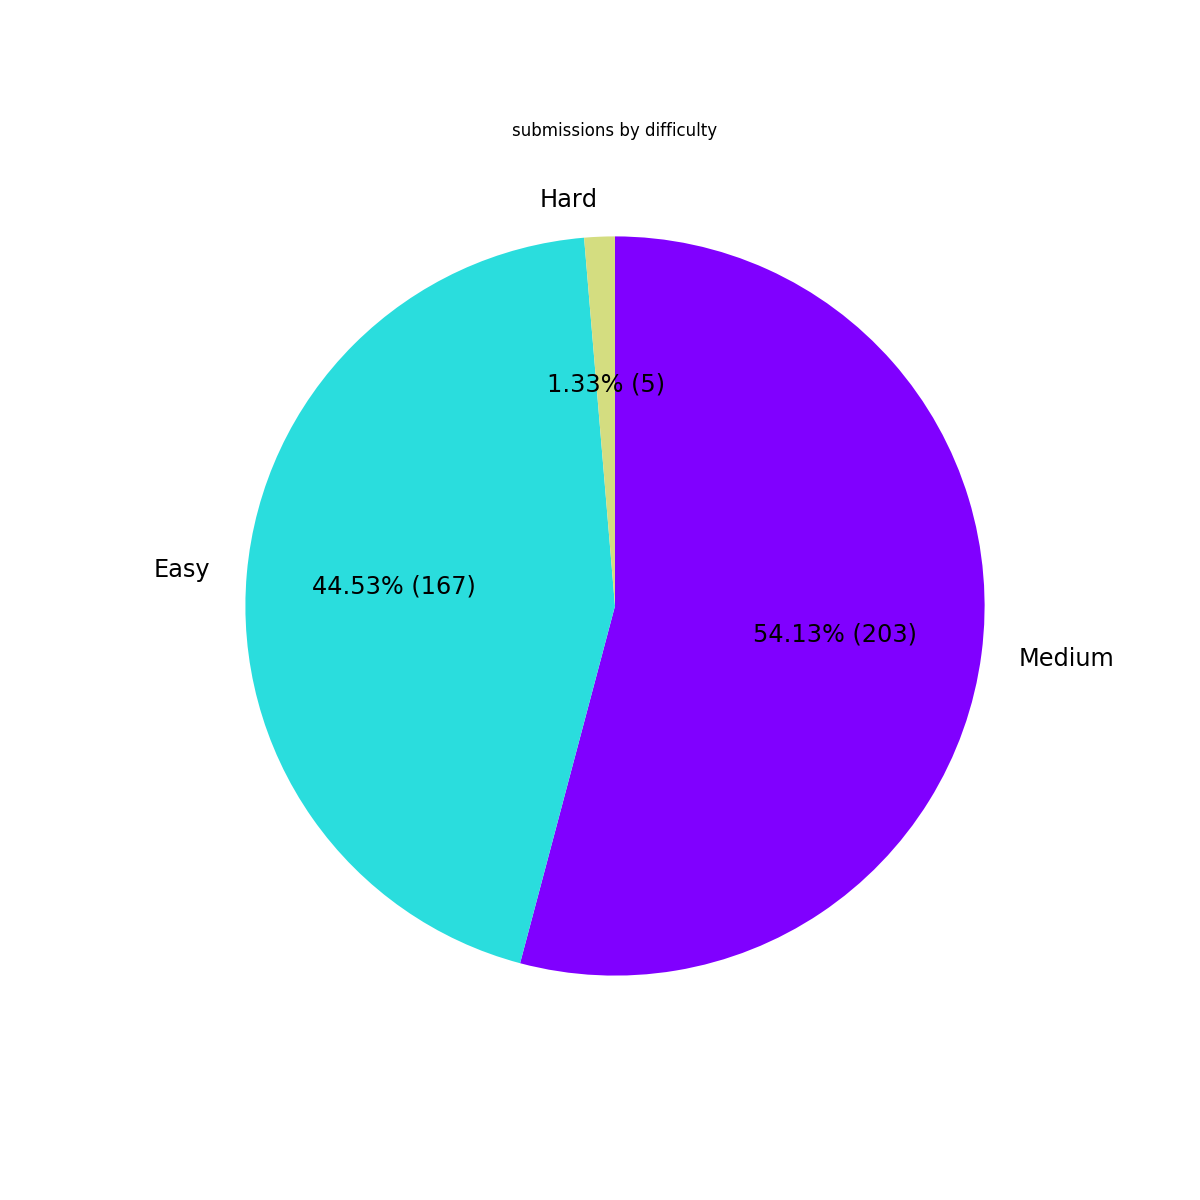 submissions by difficulty
Hard
1.33% (5)
Easy
44.53% (167)
54.13% (203)
Medium